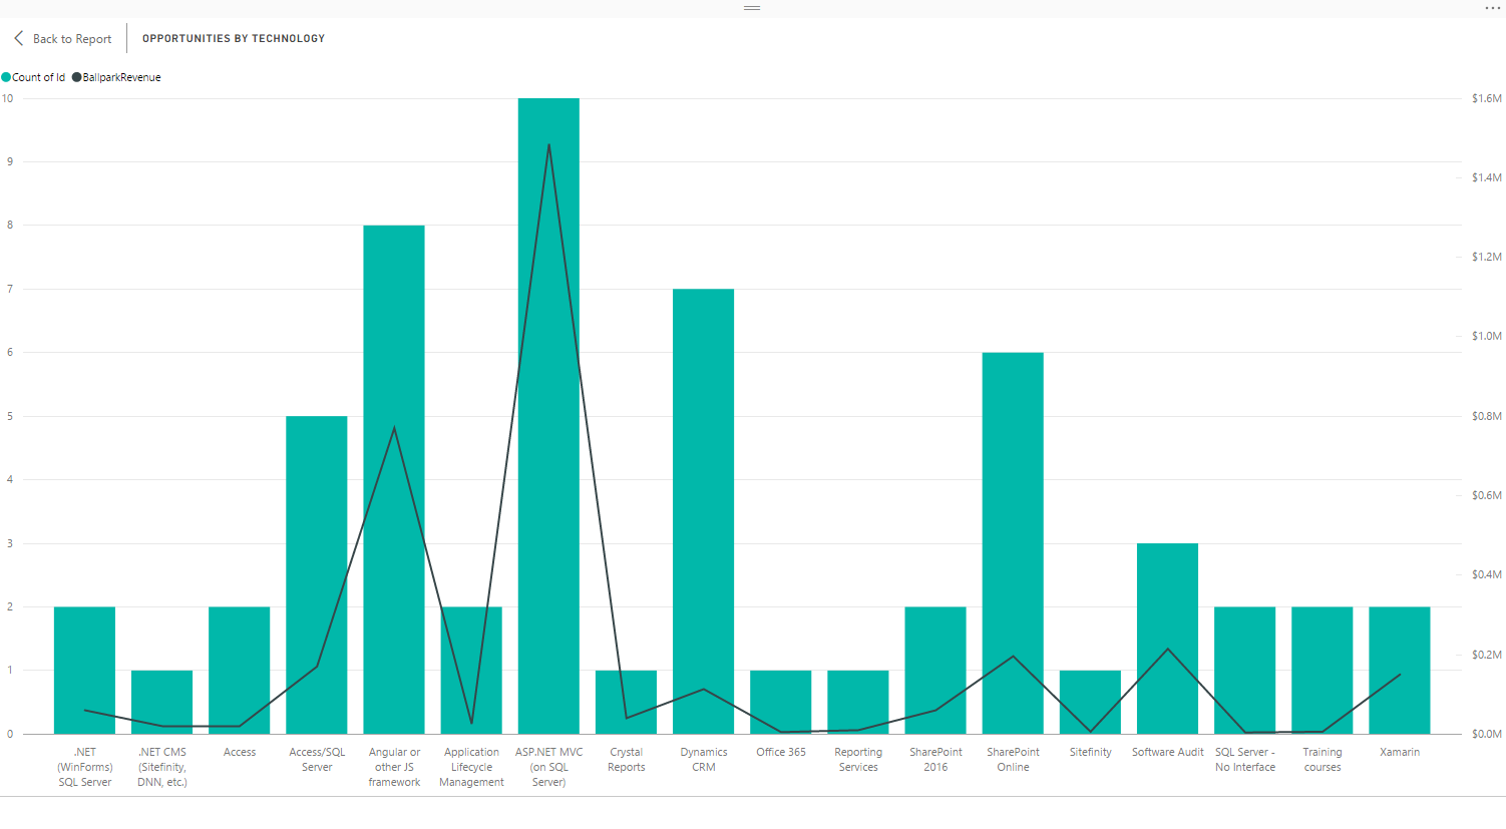 Back to Report
OPPORTUNITIES BY TECHNOLOGY
Count of Id BallparkRevenue
10
9
8
7
6
5
4
3
2
1
0
$1.6M
$1.4M
$1.2M
$1.0M
$0.8M
$0.6M
$0.4M
$0.2M
$0.0M
.NET
(WinForms)
SQL Server
.NET CMS
(Sitefinity,
DNN, etc.)
Access
Access/SQL
Server
Angular or
other JS
framework
Application
Lifecycle
Management
ASP.NET MVC
(on SQL
Server)
Crystal
Reports
Dynamics
CRM
Office 365
Reporting
Services
SharePoint
2016
SharePoint
Online
Sitefinity
Software Audit
SQL Server -
No Interface
Training
courses
Xamarin